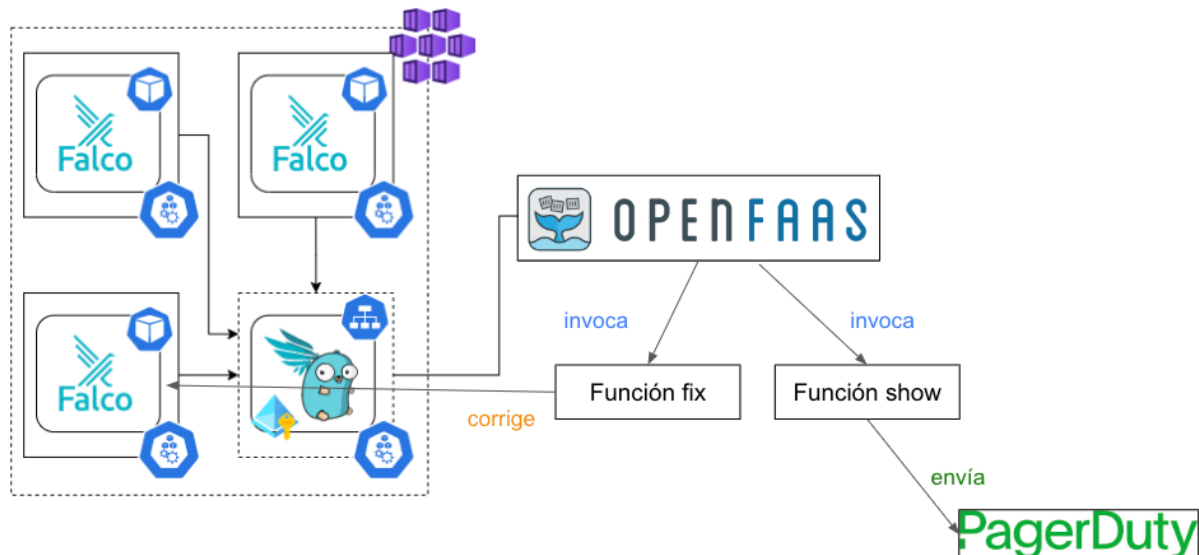 Falco
Falco
OPENFAAS
Falco
invoca
invoca
Función fix
Función show
corrige
envía
PagerDuty